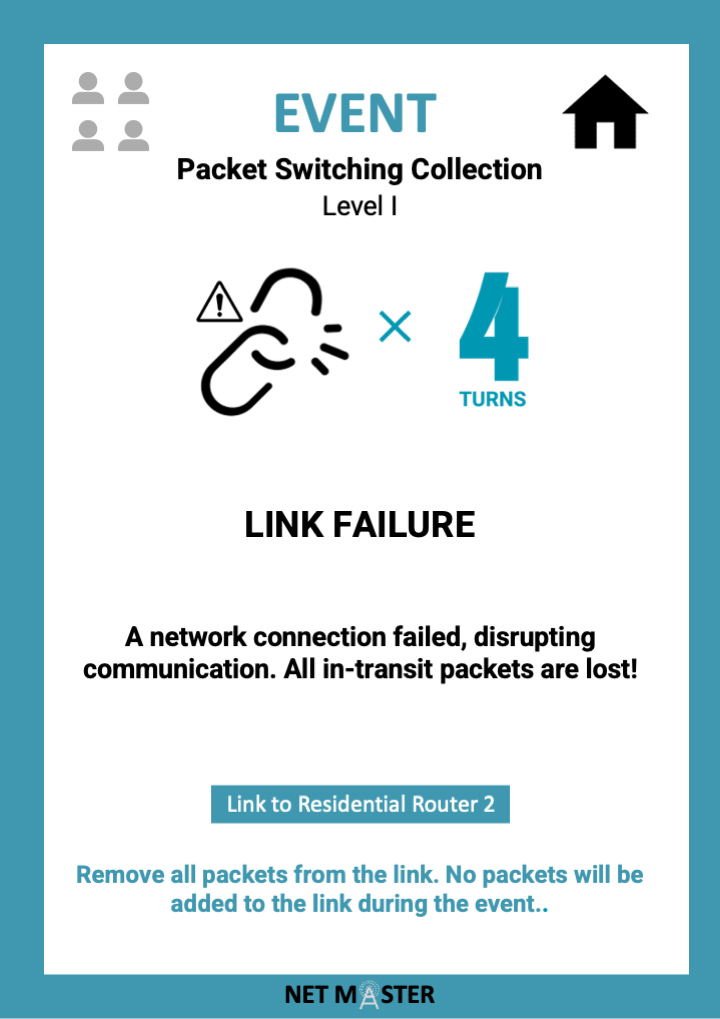 EVENT
Packet Switching Collection
Level I
× 4
TURNS
LINK FAILURE
A network connection failed, disrupting
communication. All in-transit packets are lost!
Link to Residential Router 2
Remove all packets from the link. No packets will be
added to the link during the event..
NET MASTER